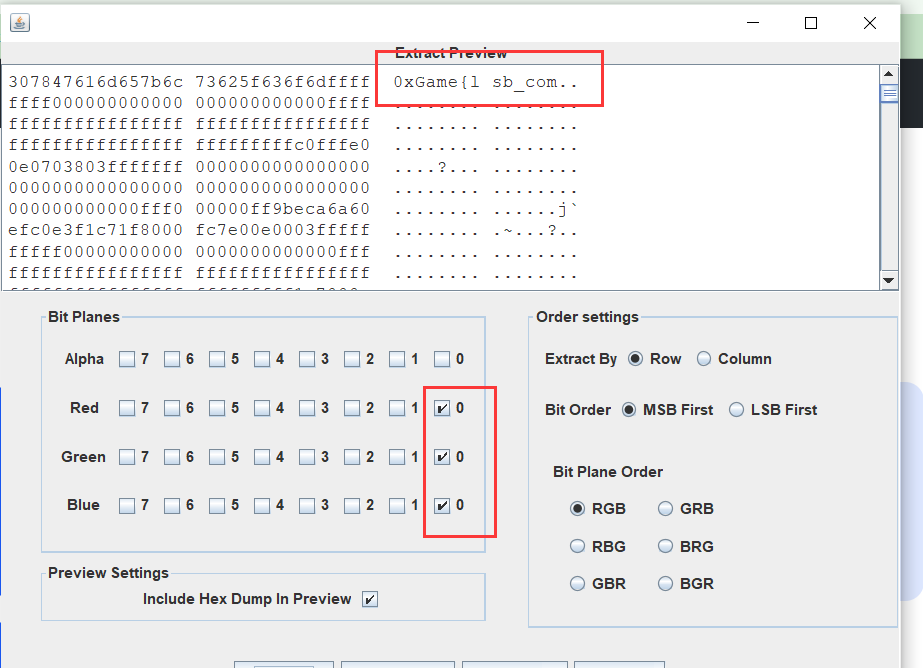 Extract Preview
307847616d657b6c 73625f636f6dffff 0xGame{l sb_com..
ffff000000000000 000000000000ffff ........ ........
ffffffffffffffff ffffffffffffffff ........ ........
ffffffffffffffff fffffffffc0fffe0 ........ ........
0e0703803fffffff 0000000000000000 ....?... ........
0000000000000000 0000000000000000 ........ ........
000000000000fff0 00000ff9beca6a60 ........ ......j`
efc0e3f1c71f8000 fc7e00e0003fffff ........ .~...?..
fffff00000000000 0000000000000fff ........ ........
ffffffffffffffff ffffffffffffffff ........ ........
Bit Planes
Alpha 7 6 5 4 3 2 1 0
Red 7 6 5 4 3 2 1 0
Green 7 6 5 4 3 2 1 0
Blue 7 6 5 4 3 2 1 0
Preview Settings
Include Hex Dump In Preview
Order settings
Extract By Row Column
Bit Order MSB First LSB First
Bit Plane Order
RGB GRB
RBG BRG
GBR BGR